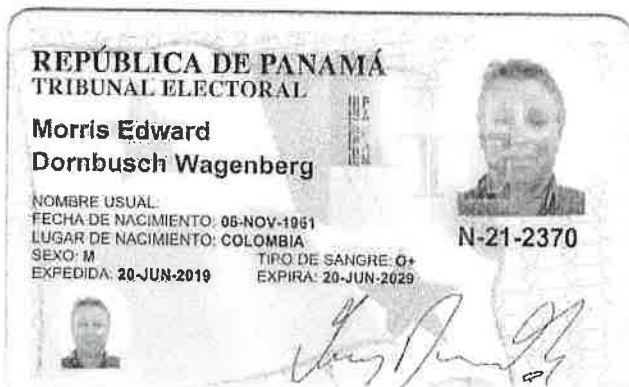 REPÚBLICA DE PANAMÁ
TRIBUNAL ELECTORAL
Morris Edward
Dornbusch Wagenberg
NOMBRE USUAL:
FECHA DE NACIMIENTO: 06-NOV-1961
LUGAR DE NACIMIENTO: COLOMBIA
SEXO: M TIPO DE SANGRE: O+
EXPEDIDA: 20-JUN-2019 EXPIRA: 20-JUN-2029
N-21-2370